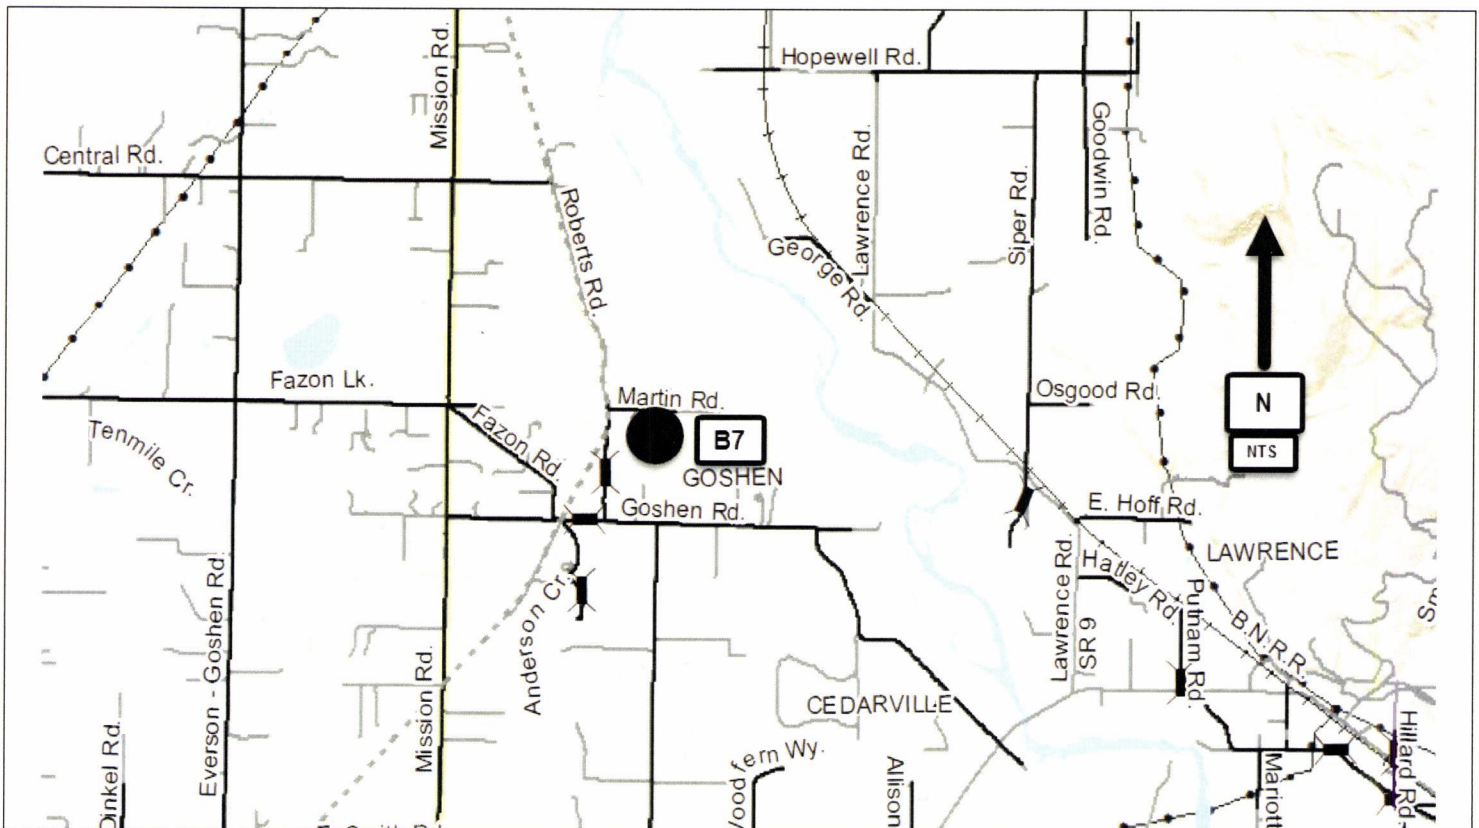 Mission Rd.
Hopewell Rd.
Goodwin Rd.
Central Rd.
Lawrence Rd.
Siper Rd.
Roberts Rd.
George Rd.
N
NTS
Fazon Lk.
Martin Rd.
Osgood Rd
B7
Tenmile Cr.
Fazon Rd.
GOSHEN
Goshen Rd.
E. Hoff Rd.
LAWRENCE
Hatley Rd.
Everson - Goshen Rd
Anderson Cr.
Lawrence Rd.
SR 9
Putnam Rd
B.N.R.R.
Mission Rd.
CEDARVILLE
Hillard Rd.
Dinkel Rd.
fern Wy.
Allison
Mariott